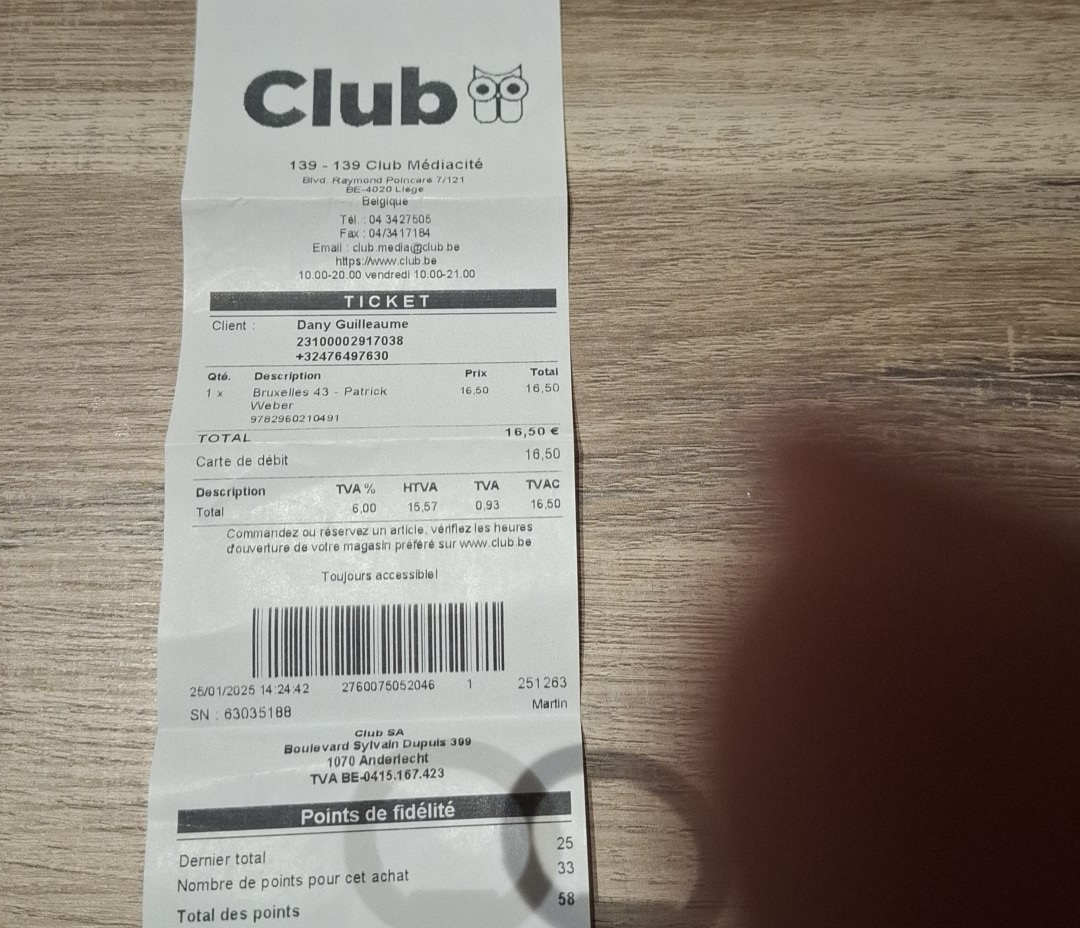 Club
139 - 139 Club Médiacité
Blvd. Raymond Poincaré 7/121
BE-4020 Liège
Belgique
Tél. : 04 3427505
Fax : 04/3417184
Email : club.media@club.be
https://www.club.be
10.00-20.00 vendredi 10.00-21.00
TICKET
Client : Dany Guilleaume
23100002917038
+32476497630
Qté. Description Prix Total
1 x Bruxelles 43 - Patrick 16,50 16,50
Weber
9782960210491
TOTAL 16,50 €
Carte de débit 16,50
Description TVA % HTVA TVA TVAC
Total 6,00 15,57 0,93 16,50
Commandez ou réservez un article, vérifiez les heures
d'ouverture de votre magasin préféré sur www.club.be
Toujours accessible!
25/01/2025 14:24:42 2760075052046 1 251263
SN : 63035188 Martin
Club SA
Boulevard Sylvain Dupuis 399
1070 Anderlecht
TVA BE-0415.167.423
Points de fidélité
Dernier total 25
Nombre de points pour cet achat 33
Total des points 58